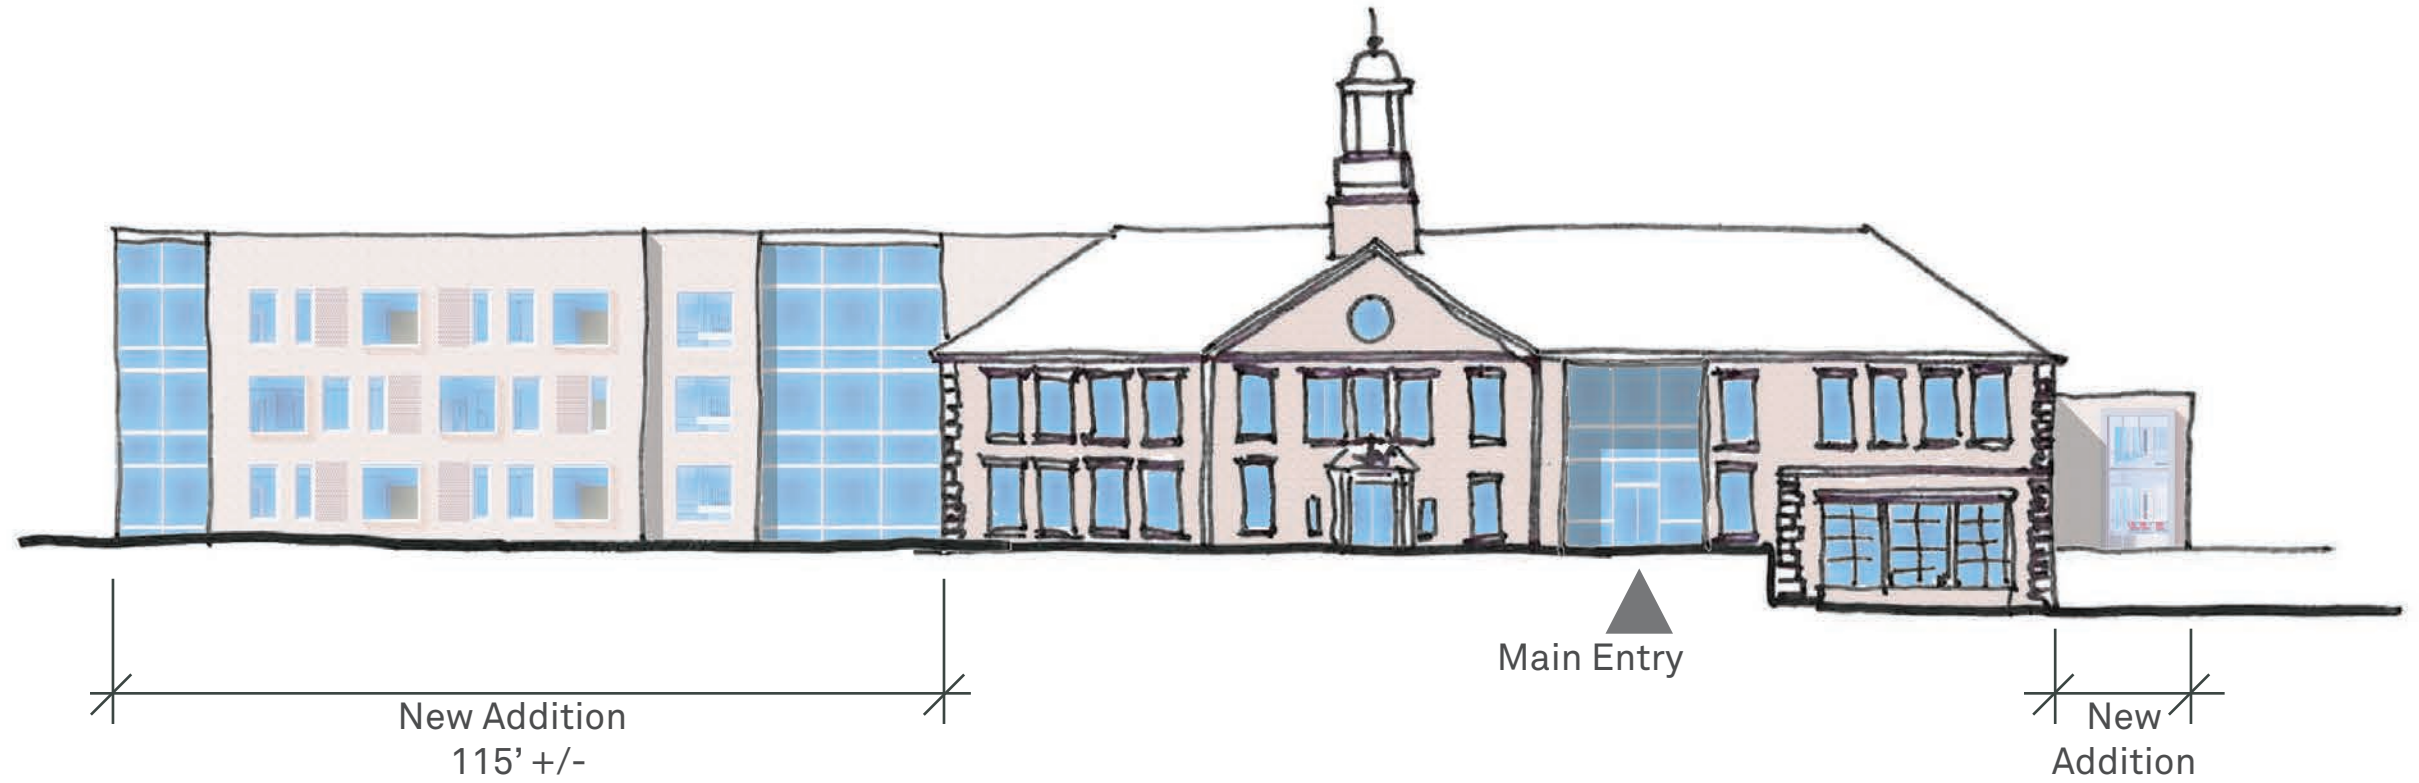 Main Entry
New Addition
115’ +/-
New
Addition